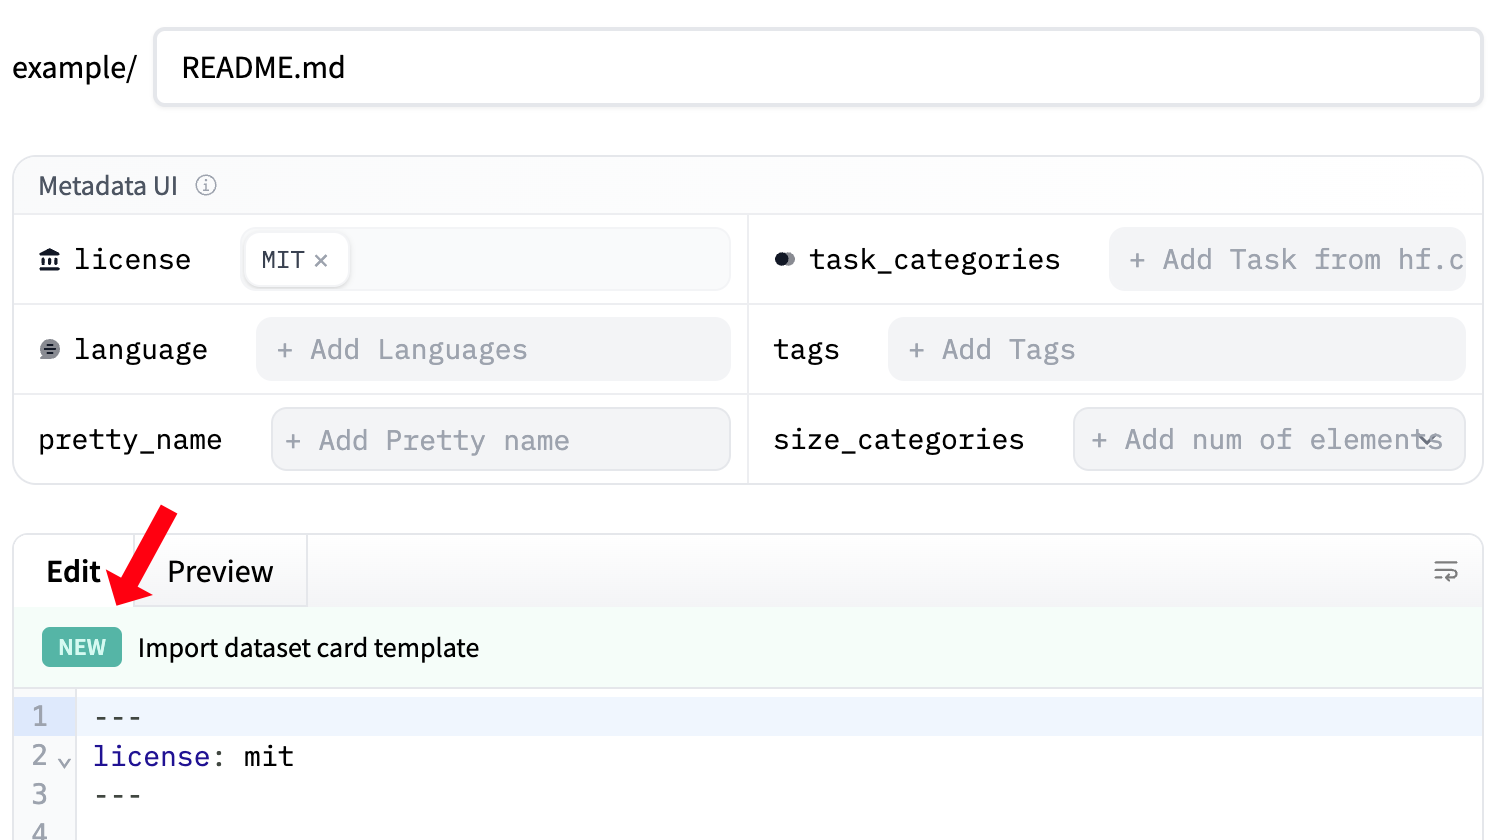 example/ README.md
Metadata UI
license MIT × task_categories + Add Task from hf.c
language + Add Languages tags + Add Tags
pretty_name + Add Pretty name size_categories + Add num of elements
Edit Preview
NEW Import dataset card template
1 ---
2 license: mit
3 ---
4